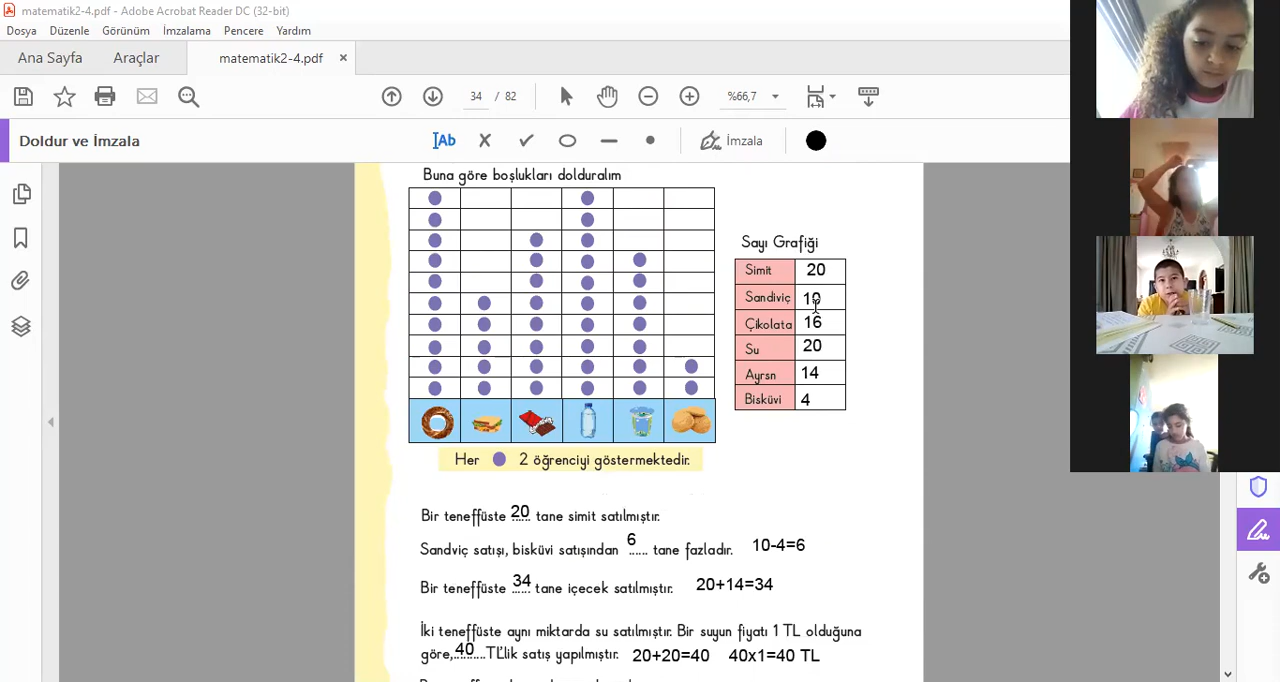 matematik2-4.pdf - Adobe Acrobat Reader DC (32-bit)
Dosya Düzenle Görünüm İmzalama Pencere Yardım
Ana Sayfa Araçlar matematik2-4.pdf ×
34 / 82 %66,7
Doldur ve İmzala Ab İmzala
Buna göre boşlukları dolduralım
Sayı Grafiği
Simit 20
Sandiviç 10
Çikolata 16
Su 20
Ayrsn 14
Bisküvi 4
Her 2 öğrenciyi göstermektedir.
Bir teneffüste 20 tane simit satılmıştır.
Sandviç satışı, bisküvi satışından 6 tane fazladır. 10-4=6
Bir teneffüste 34 tane içecek satılmıştır. 20+14=34
İki teneffüste aynı miktarda su satılmıştır. Bir suyun fiyatı 1 TL olduğuna
göre,40 TL'lik satış yapılmıştır. 20+20=40 40x1=40 TL